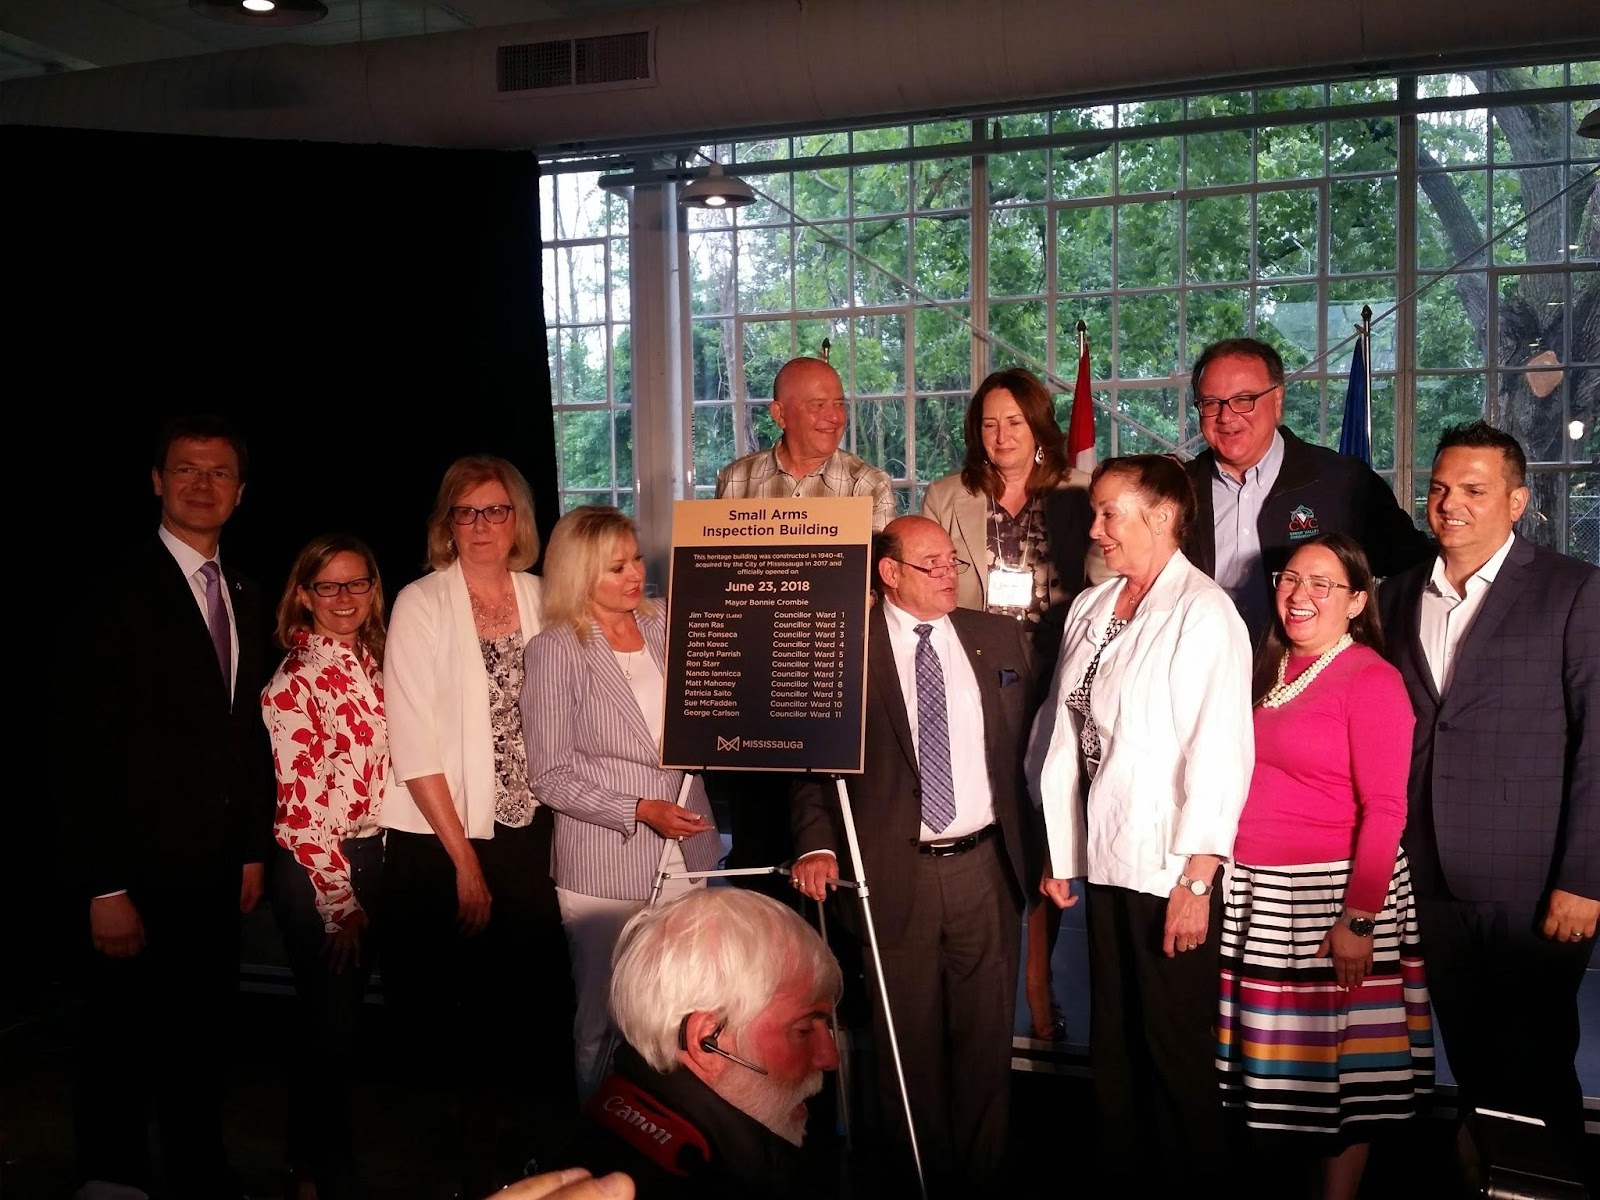 Small Arms
Inspection Building
This heritage building was constructed in 1940-41,
acquired by the City of Mississauga in 2017 and
officially opened on
June 23, 2018
Mayor Bonnie Crombie
Jim Tovey (Late) Councillor Ward 1
Karen Ras Councillor Ward 2
Chris Fonseca Councillor Ward 3
John Kovac Councillor Ward 4
Carolyn Parrish Councillor Ward 5
Ron Starr Councillor Ward 6
Nando Iannicca Councillor Ward 7
Matt Mahoney Councillor Ward 8
Patricia Saito Councillor Ward 9
Sue McFadden Councillor Ward 10
George Carlson Councillor Ward 11
MISSISSAUGA
CVC
Canon